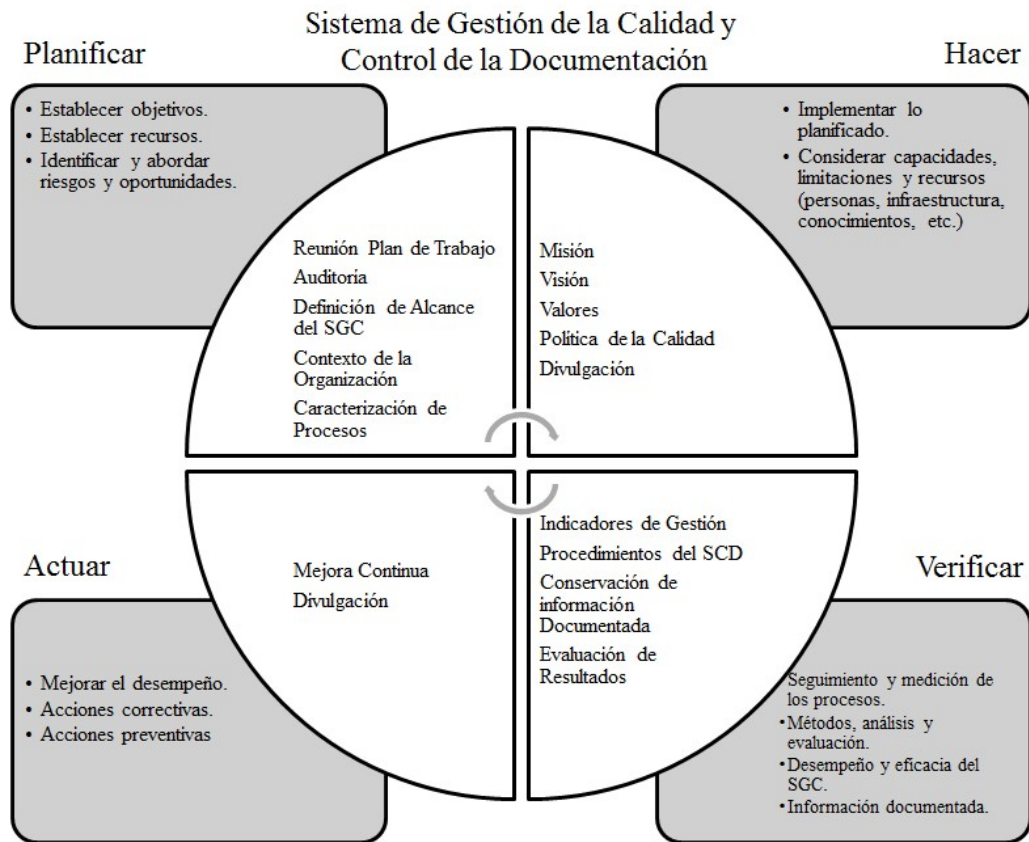 Sistema de Gestión de la Calidad y
Control de la Documentación
Planificar
• Establecer objetivos.
• Establecer recursos.
• Identificar y abordar
riesgos y oportunidades.
Reunión Plan de Trabajo
Auditoria
Definición de Alcance
del SGC
Contexto de la
Organización
Caracterización de
Procesos
Hacer
• Implementar lo
planificado.
• Considerar capacidades,
limitaciones y recursos
(personas, infraestructura,
conocimientos, etc.)
Misión
Visión
Valores
Política de la Calidad
Divulgación
Actuar
• Mejorar el desempeño.
• Acciones correctivas.
• Acciones preventivas
Mejora Continua
Divulgación
Verificar
Indicadores de Gestión
Procedimientos del SCD
Conservación de
información
Documentada
Evaluación de
Resultados
Seguimiento y medición de
los procesos.
•Métodos, análisis y
evaluación.
•Desempeño y eficacia del
SGC.
•Información documentada.